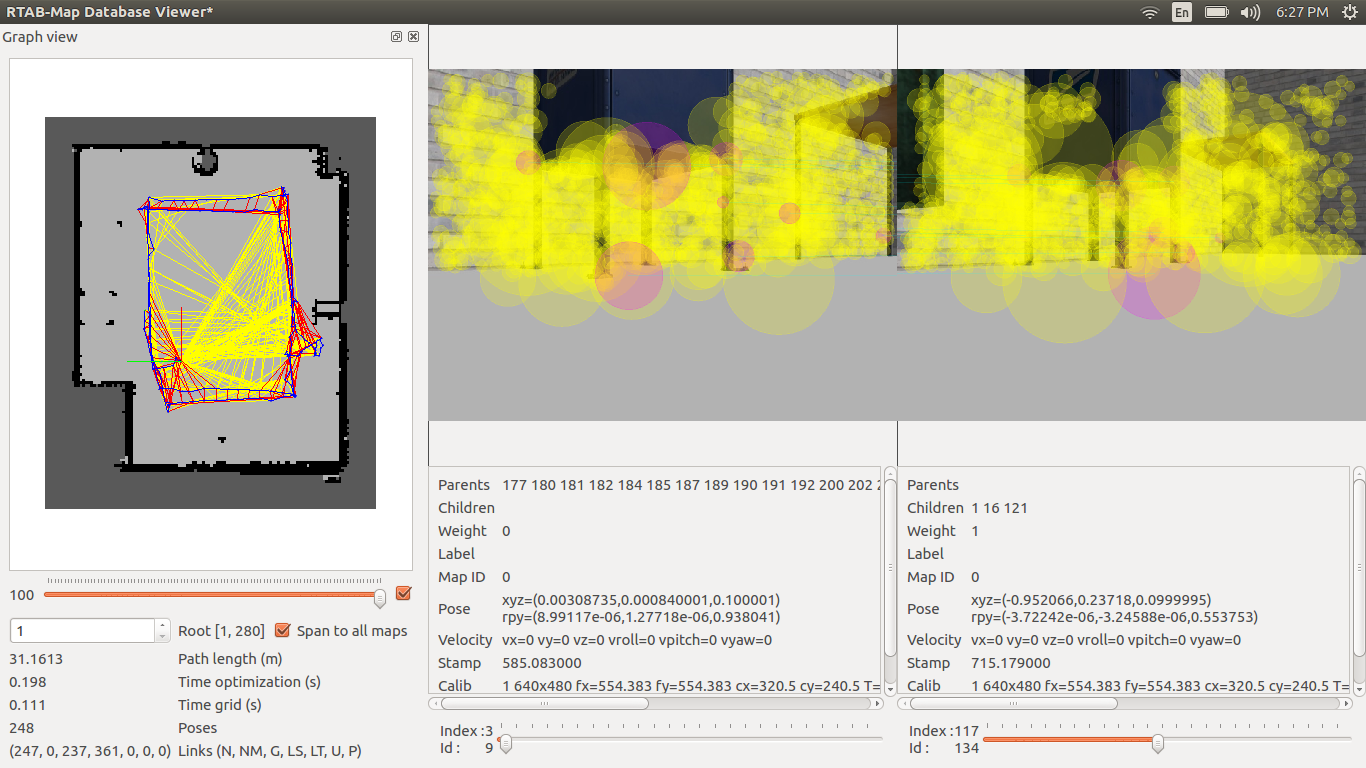 RTAB-Map Database Viewer*
En
6:27 PM
Graph view
100
1
Root [1, 280]
Span to all maps
31.1613 Path length (m)
0.198 Time optimization (s)
0.111 Time grid (s)
248 Poses
(247, 0, 237, 361, 0, 0, 0) Links (N, NM, G, LS, LT, U, P)
Parents 177 180 181 182 184 185 187 189 190 191 192 200 202
Children
Weight 0
Label
Map ID 0
Pose xyz=(0.00308735,0.000840001,0.100001)
rpy=(8.99117e-06,1.27718e-06,0.938041)
Velocity vx=0 vy=0 vz=0 vroll=0 vpitch=0 vyaw=0
Stamp 585.083000
Calib 1 640x480 fx=554.383 fy=554.383 cx=320.5 cy=240.5 T=
Index :3
Id : 9
Parents
Children 1 16 121
Weight 1
Label
Map ID 0
Pose xyz=(-0.952066,0.23718,0.0999995)
rpy=(-3.72242e-06,-3.24588e-06,0.553753)
Velocity vx=0 vy=0 vz=0 vroll=0 vpitch=0 vyaw=0
Stamp 715.179000
Calib 1 640x480 fx=554.383 fy=554.383 cx=320.5 cy=240.5 T=
Index :117
Id : 134